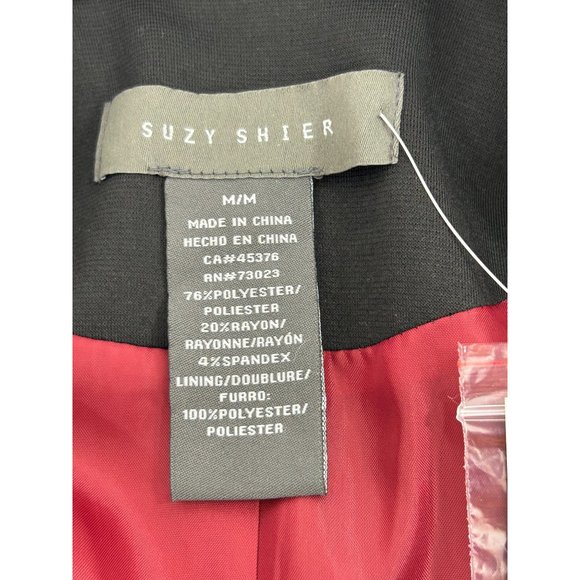 SUZY SHIER
M/M
MADE IN CHINA
HECHO EN CHINA
CA#45376
RN#73023
76%POLYESTER/
POLIESTER
20%RAYON/
RAYONNE/RAYÓN
4%SPANDEX
LINING/DOUBLURE/
FURRO:
100%POLYESTER/
POLIESTER